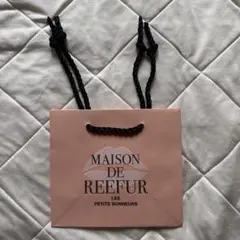 MAISON
DE
REEFUR
LES
PETITS BONHEURS